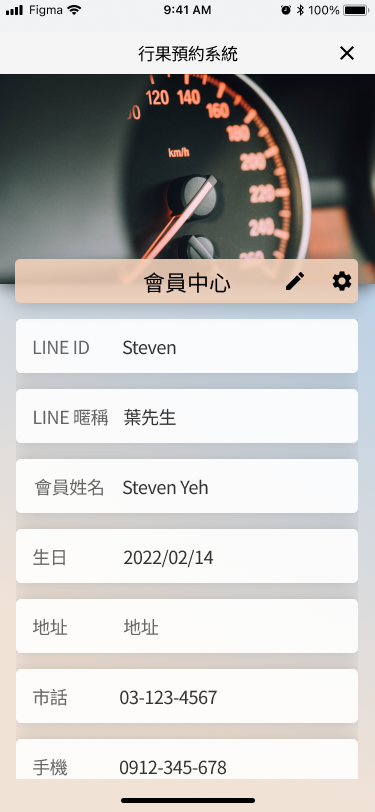 Figma 9:41 AM 100%
行果預約系統
120 140
160
km/h
180
200
220
240
會員中心
LINE ID Steven
LINE 暱稱 葉先生
會員姓名 Steven Yeh
生日 2022/02/14
地址 地址
市話 03-123-4567
手機 0912-345-678